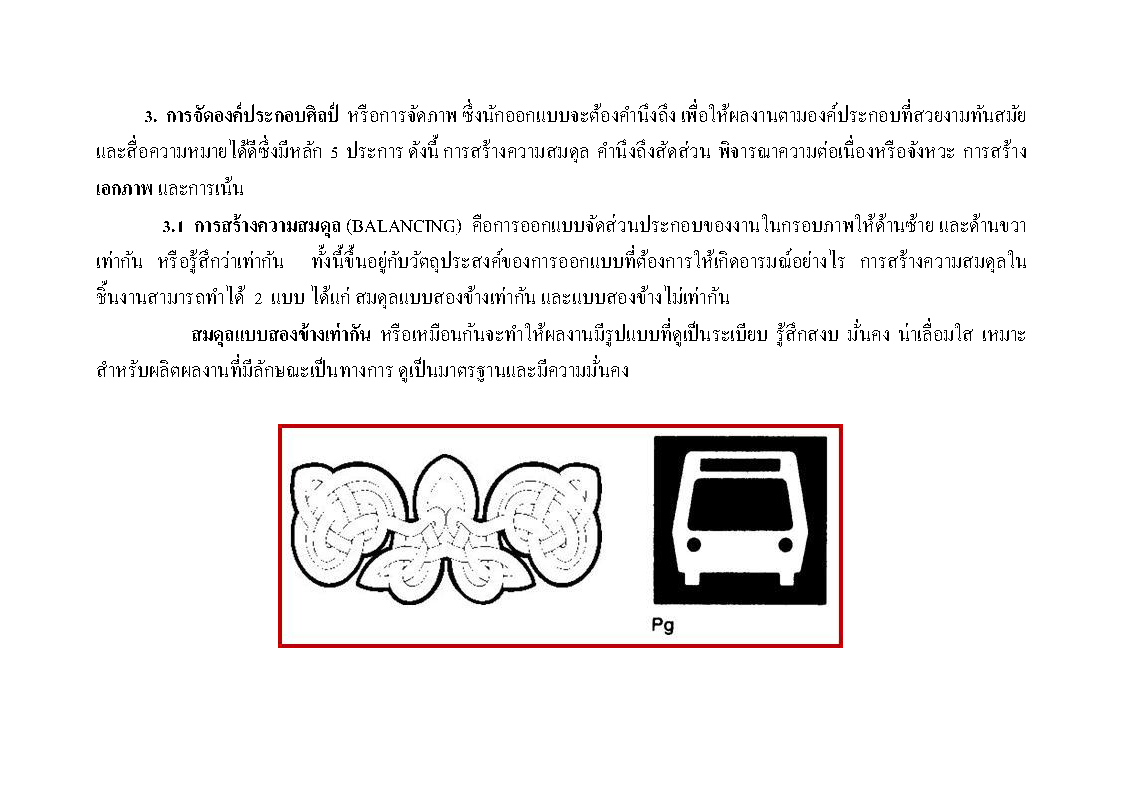 3. การจัดองค์ประกอบศิลป์ หรือการจัดภาพ ซึ่งนักออกแบบจะต้องคำนึงถึง เพื่อให้ผลงานตามองค์ประกอบที่สวยงามทันสมัย
และสื่อความหมายได้ดีซึ่งมีหลัก 5 ประการ ดังนี้ การสร้างความสมดุล คำนึงถึงสัดส่วน พิจารณาความต่อเนื่องหรือจังหวะ การสร้าง
เอกภาพ และการเน้น
3.1 การสร้างความสมดุล (BALANCING) คือการออกแบบจัดส่วนประกอบของงานในกรอบภาพให้ด้านซ้าย และด้านขวา
เท่ากัน หรือรู้สึกว่าเท่ากัน ทั้งนี้ขึ้นอยู่กับวัตถุประสงค์ของการออกแบบที่ต้องการให้เกิดอารมณ์อย่างไร การสร้างความสมดุลใน
ชิ้นงานสามารถทำได้ 2 แบบ ได้แก่ สมดุลแบบสองข้างเท่ากัน และแบบสองข้างไม่เท่ากัน
สมดุลแบบสองข้างเท่ากัน หรือเหมือนกันจะทำให้ผลงานมีรูปแบบที่ดูเป็นระเบียบ รู้สึกสงบ มั่นคง น่าเลื่อมใส เหมาะ
สำหรับผลิตผลงานที่มีลักษณะเป็นทางการ ดูเป็นมาตรฐานและมีความมั่นคง
Pg